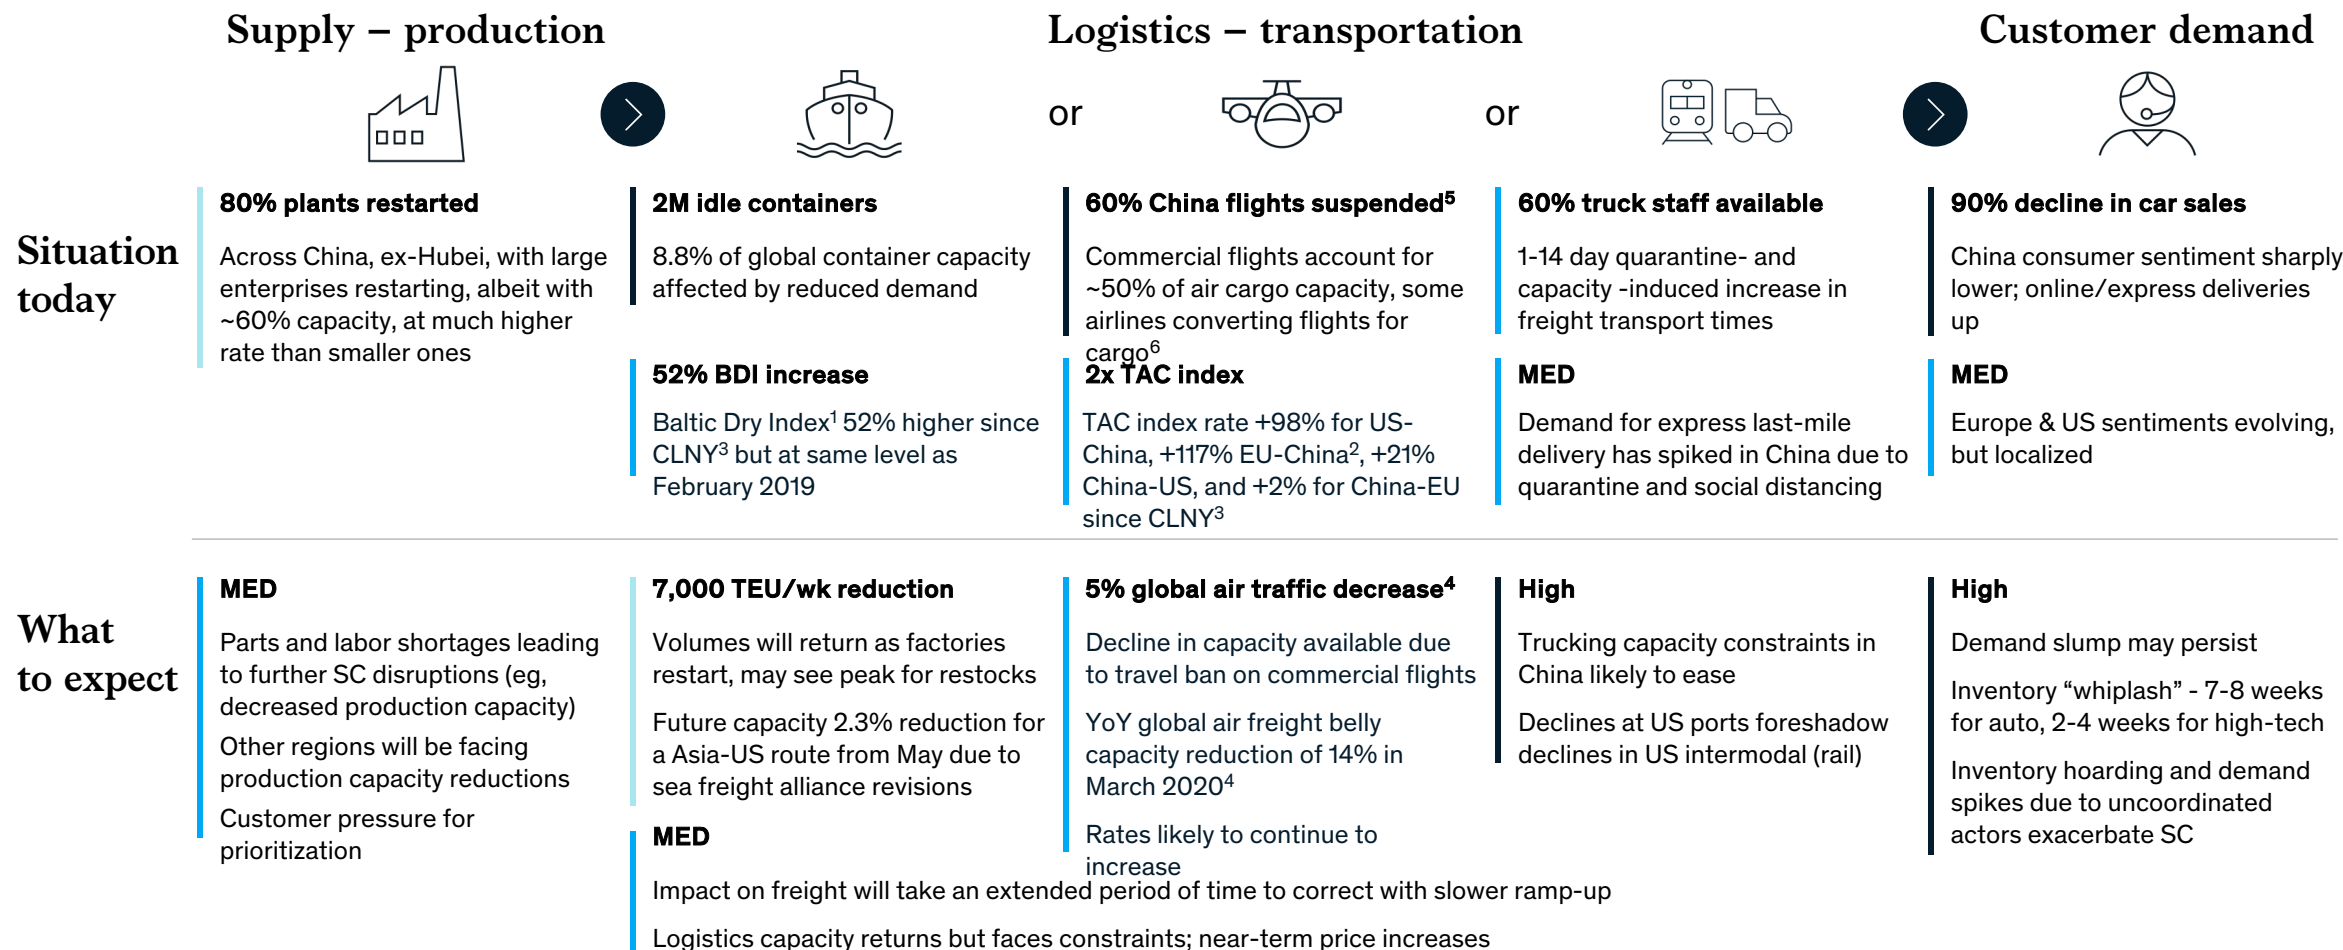 Supply – production
Logistics – transportation
Customer demand
or
or
Situation
today
80% plants restarted
Across China, ex-Hubei, with large
enterprises restarting, albeit with
~60% capacity, at much higher
rate than smaller ones
2M idle containers
8.8% of global container capacity
affected by reduced demand
52% BDI increase
Baltic Dry Index¹ 52% higher since
CLNY³ but at same level as
February 2019
60% China flights suspended⁵
Commercial flights account for
~50% of air cargo capacity, some
airlines converting flights for
cargo⁶
2x TAC index
TAC index rate +98% for US-
China, +117% EU-China², +21%
China-US, and +2% for China-EU
since CLNY³
60% truck staff available
1-14 day quarantine- and
capacity -induced increase in
freight transport times
MED
Demand for express last-mile
delivery has spiked in China due to
quarantine and social distancing
90% decline in car sales
China consumer sentiment sharply
lower; online/express deliveries
up
MED
Europe & US sentiments evolving,
but localized
What
to expect
MED
Parts and labor shortages leading
to further SC disruptions (eg,
decreased production capacity)
Other regions will be facing
production capacity reductions
Customer pressure for
prioritization
7,000 TEU/wk reduction
Volumes will return as factories
restart, may see peak for restocks
Future capacity 2.3% reduction for
a Asia-US route from May due to
sea freight alliance revisions
5% global air traffic decrease⁴
Decline in capacity available due
to travel ban on commercial flights
YoY global air freight belly
capacity reduction of 14% in
March 2020⁴
Rates likely to continue to
increase
MED
Impact on freight will take an extended period of time to correct with slower ramp-up
Logistics capacity returns but faces constraints; near-term price increases
High
Trucking capacity constraints in
China likely to ease
Declines at US ports foreshadow
declines in US intermodal (rail)
High
Demand slump may persist
Inventory “whiplash” - 7-8 weeks
for auto, 2-4 weeks for high-tech
Inventory hoarding and demand
spikes due to uncoordinated
actors exacerbate SC